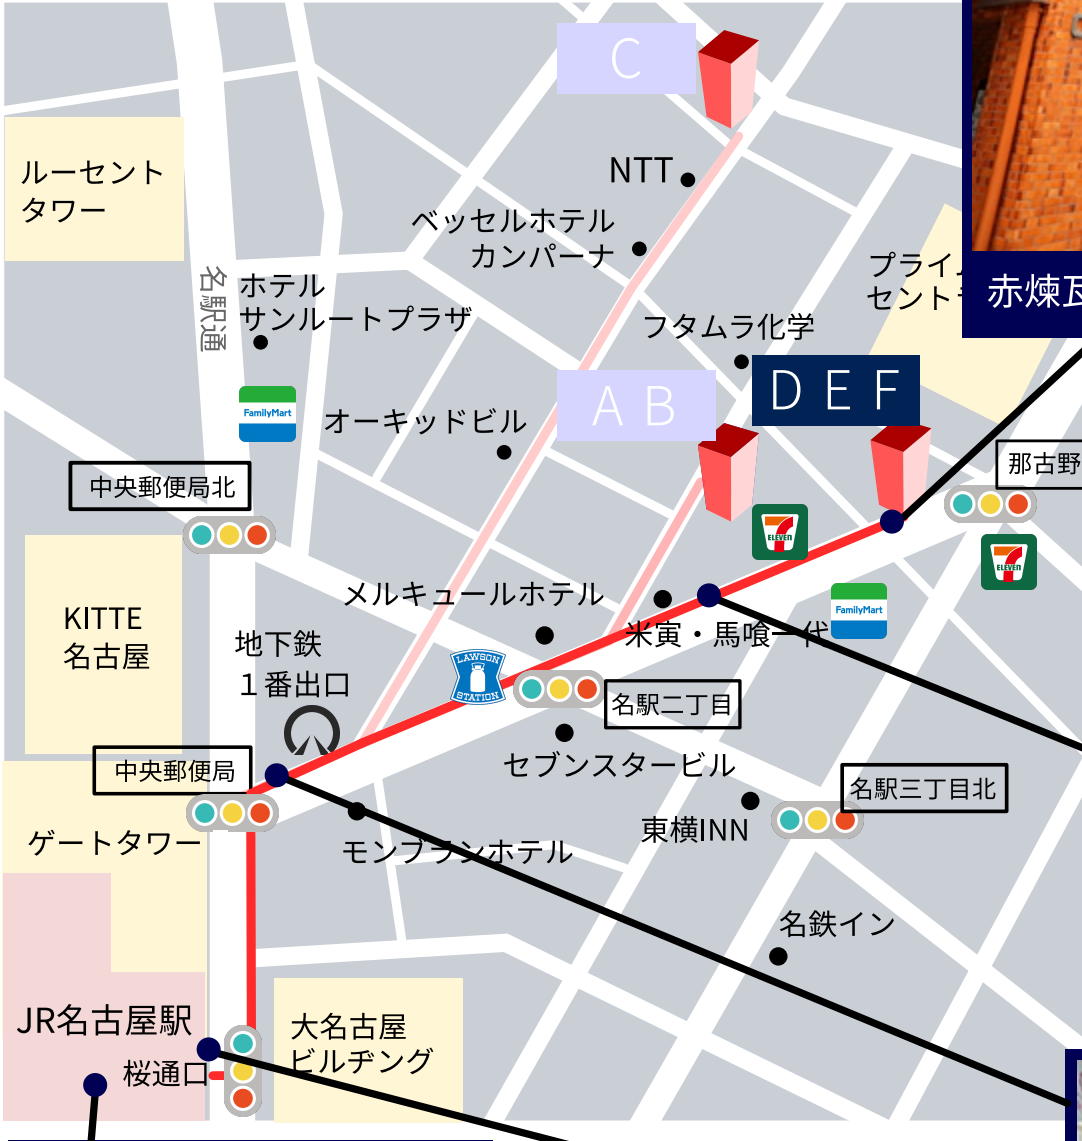 C
NTT
ルーセント
タワー
ベッセルホテル
カンパーナ
名駅通
ホテル
サンルートプラザ
フタムラ化学
赤煉
A B
D E F
FamilyMart
オーキッドビル
中央郵便局北
那古野
ELEVEN
ELEVEN
メルキュールホテル
FamilyMart
KITTE
名古屋
地下鉄
１番出口
米寅・馬喰一代
LAWSON
STATION
名駅二丁目
中央郵便局
セブンスタービル
名駅三丁目北
東横INN
ゲートタワー
モンブランホテル
名鉄イン
JR名古屋駅
桜通口
大名古屋
ビルヂング